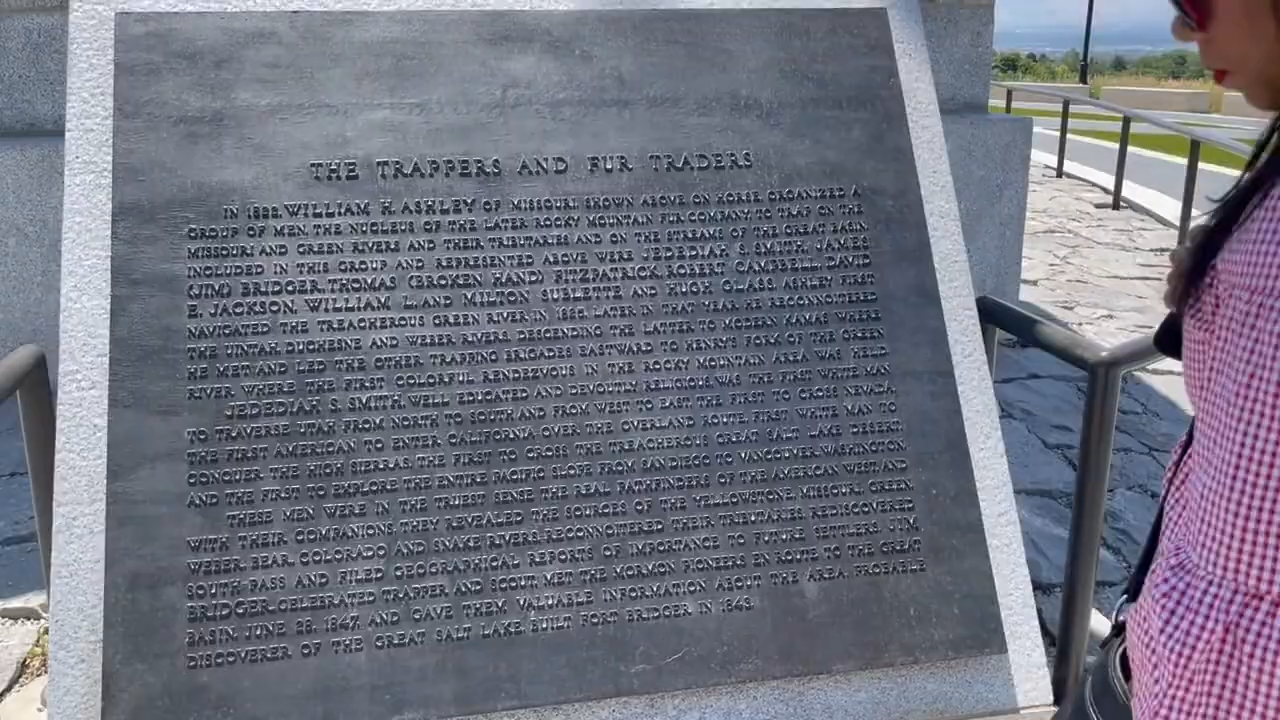 THE TRAPPERS AND FUR TRADERS
IN 1822, WILLIAM H. ASHLEY OF MISSOURI, SHOWN ABOVE ON HORSE, ORGANIZED A
GROUP OF MEN, THE NUCLEUS OF THE LATER ROCKY MOUNTAIN FUR COMPANY, TO TRAP ON THE
MISSOURI AND GREEN RIVERS AND THEIR TRIBUTARIES AND ON THE STREAMS OF THE GREAT BASIN.
INCLUDED IN THIS GROUP AND REPRESENTED ABOVE WERE JEDEDIAH S. SMITH, JAMES
(JIM) BRIDGER, THOMAS (BROKEN HAND) FITZPATRICK, ROBERT CAMPBELL, DAVID
E. JACKSON, WILLIAM L. AND MILTON SUBLETTE AND HUGH GLASS. ASHLEY FIRST
NAVIGATED THE TREACHEROUS GREEN RIVER IN 1825. LATER IN THAT YEAR, HE RECONNOITERED
THE UINTAH, DUCHESNE AND WEBER RIVERS, DESCENDING THE LATTER TO MODERN KAMAS WHERE
HE MET AND LED THE OTHER TRAPPING BRIGADES EASTWARD TO HENRY'S FORK OF THE GREEN
RIVER, WHERE THE FIRST COLORFUL RENDEZVOUS IN THE ROCKY MOUNTAIN AREA WAS HELD.
JEDEDIAH S. SMITH, WELL EDUCATED AND DEVOUTLY RELIGIOUS, WAS THE FIRST WHITE MAN
TO TRAVERSE UTAH FROM NORTH TO SOUTH AND FROM WEST TO EAST, THE FIRST TO CROSS NEVADA,
THE FIRST AMERICAN TO ENTER CALIFORNIA OVER THE OVERLAND ROUTE, FIRST WHITE MAN TO
CONQUER THE HIGH SIERRAS, THE FIRST TO CROSS THE TREACHEROUS GREAT SALT LAKE DESERT,
AND THE FIRST TO EXPLORE THE ENTIRE PACIFIC SLOPE FROM SAN DIEGO TO VANCOUVER, WASHINGTON.
THESE MEN WERE IN THE TRUEST SENSE THE REAL PATHFINDERS OF THE AMERICAN WEST, AND
WITH THEIR COMPANIONS, THEY REVEALED THE SOURCES OF THE YELLOWSTONE, MISSOURI, GREEN,
WEBER, BEAR, COLORADO AND SNAKE RIVERS, RECONNOITERED THEIR TRIBUTARIES, REDISCOVERED
SOUTH PASS AND FILED GEOGRAPHICAL REPORTS OF IMPORTANCE TO FUTURE SETTLERS. JIM
BRIDGER, CELEBRATED TRAPPER AND SCOUT, MET THE MORMON PIONEERS EN ROUTE TO THE GREAT
BASIN, JUNE 28, 1847, AND GAVE THEM VALUABLE INFORMATION ABOUT THE AREA. PROBABLE
DISCOVERER OF THE GREAT SALT LAKE, BUILT FORT BRIDGER IN 1843.